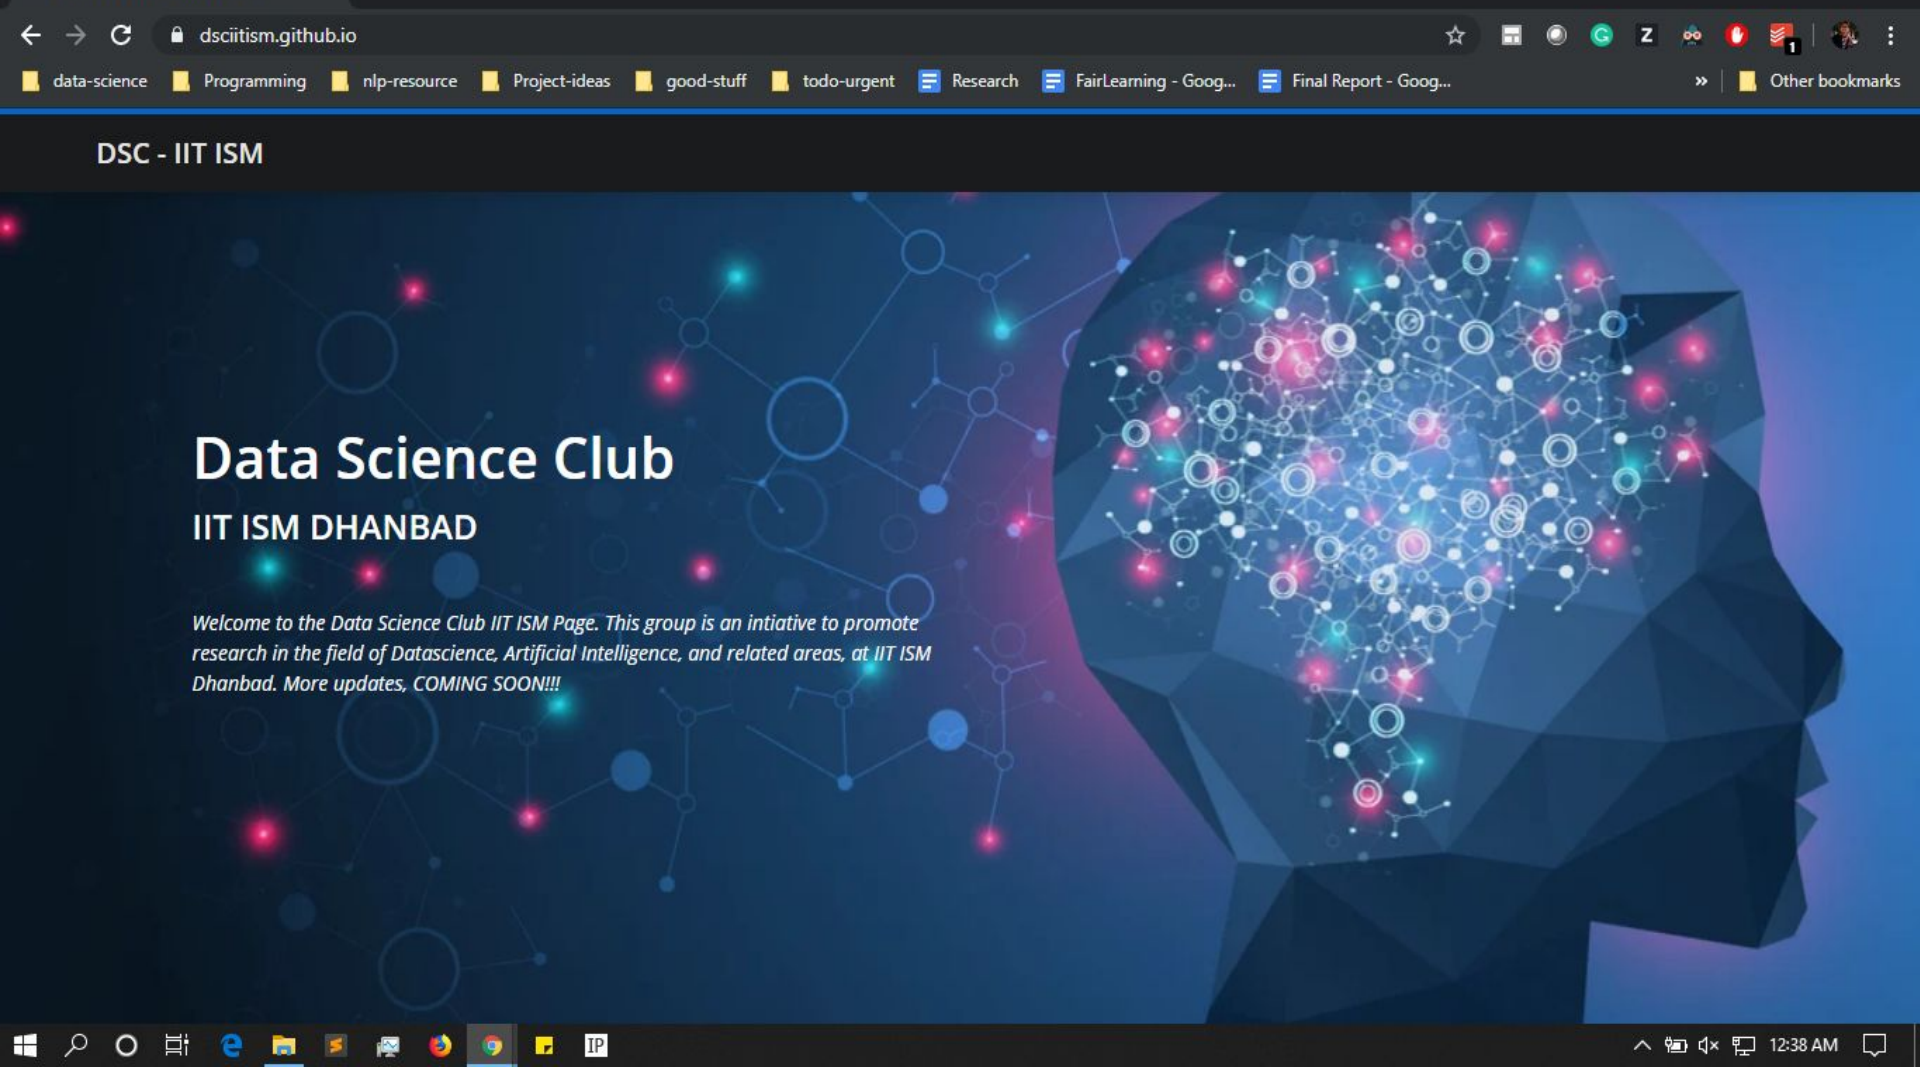 dsciitism.github.io
Z
G
1
data-science Programming nlp-resource Project-ideas good-stuff todo-urgent Research FairLearning - Goog... Final Report - Goog... » Other bookmarks
DSC - IIT ISM
Data Science Club
IIT ISM DHANBAD
Welcome to the Data Science Club IIT ISM Page. This group is an intiative to promote
research in the field of Datascience, Artificial Intelligence, and related areas, at IIT ISM
Dhanbad. More updates, COMING SOON!!!
IP 12:38 AM